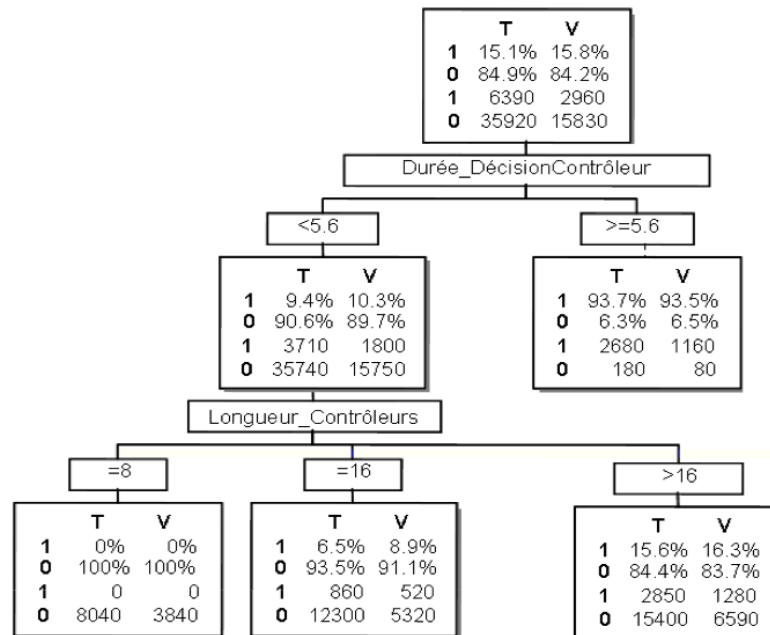 T V
1 15.1% 15.8%
0 84.9% 84.2%
1 6390 2960
0 35920 15830
Durée_DécisionContrôleur
<5.6 >=5.6
T V
1 9.4% 10.3%
0 90.6% 89.7%
1 3710 1800
0 35740 15750
T V
1 93.7% 93.5%
0 6.3% 6.5%
1 2680 1160
0 180 80
Longueur_Contrôleurs
=8 =16 >16
T V
1 0% 0%
0 100% 100%
1 0 0
0 8040 3840
T V
1 6.5% 8.9%
0 93.5% 91.1%
1 860 520
0 12300 5320
T V
1 15.6% 16.3%
0 84.4% 83.7%
1 2850 1280
0 15400 6590